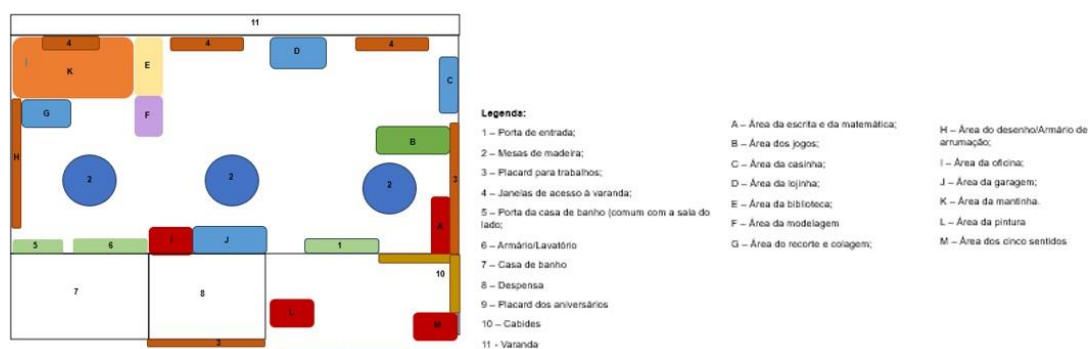 11
4
4
4
D
E
K
C
G
F
B
H
2
2
2
3
A
5
6
I
J
1
10
7
8
L
M
3
Legenda:
1 – Porta de entrada;
2 – Mesas de madeira;
3 – Placard para trabalhos;
4 – Janelas de acesso à varanda;
5 – Porta da casa de banho (comum com a sala do
lado;
6 – Armário/Lavatório
7 – Casa de banho
8 – Despensa
9 – Placard dos aniversários
10 – Cabides
11 - Varanda
A – Área da escrita e da matemática;
B – Área dos jogos;
C – Área da casinha;
D – Área da lojinha;
E – Área da biblioteca;
F – Área da modelagem
G – Área do recorte e colagem;
H – Área do desenho/Armário de
arrumação;
I – Área da oficina;
J – Área da garagem;
K – Área da mantinha.
L – Área da pintura
M – Área dos cinco sentidos